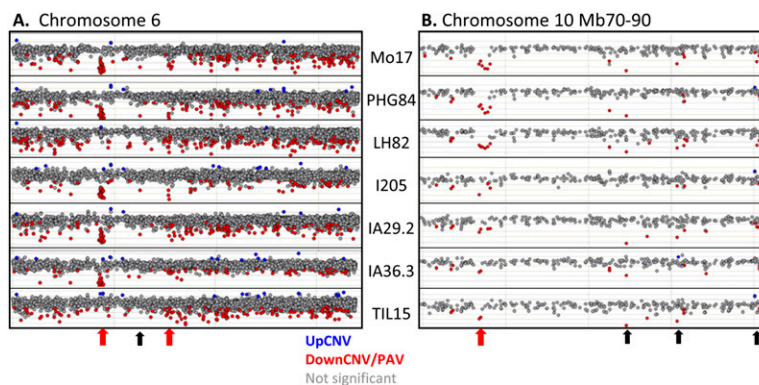 A. Chromosome 6
B. Chromosome 10 Mb70-90
Mo17
PHG84
LH82
I205
IA29.2
IA36.3
TIL15
UpCNV
DownCNV/PAV
Not significant